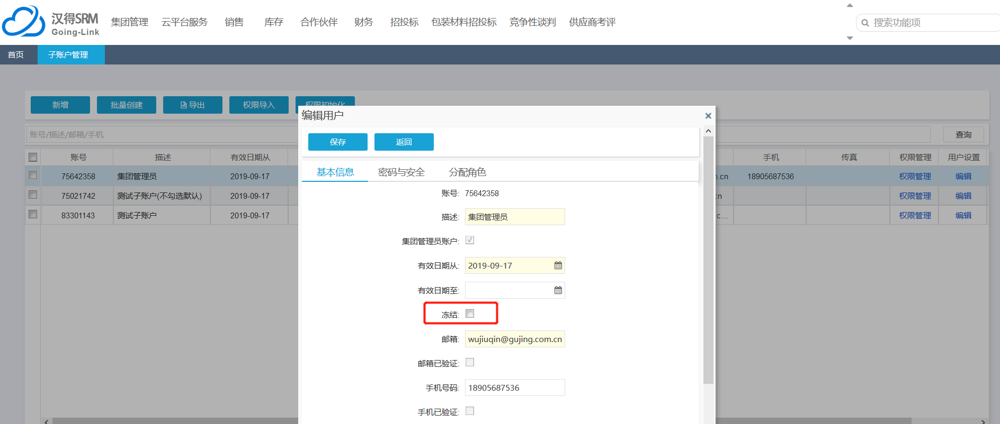 汉得SRM
Going-Link
集团管理 云平台服务 销售 库存 合作伙伴 财务 招投标 包装材料招投标 竞争性谈判 供应商考评
搜索功能项
首页 子账户管理
新增 批量创建 导出 权限导入 权限初始化
账号/描述/邮箱/手机
查询
账号 描述 有效日期从 手机 传真 权限管理 用户设置
75642358 集团管理员 2019-09-17 .cn 18905687536 权限管理 编辑
75021742 测试子账户(不勾选默认) 2019-09-17 cn 权限管理 编辑
83301143 测试子账户 2019-09-17 .c... 权限管理 编辑
编辑用户
保存 返回
基本信息 密码与安全 分配角色
账号: 75642358
描述: 集团管理员
集团管理员账户:
有效日期从: 2019-09-17
有效日期至:
冻结:
邮箱: wujiuqin@gujing.com.cn
邮箱已验证:
手机号码: 18905687536
手机已验证: